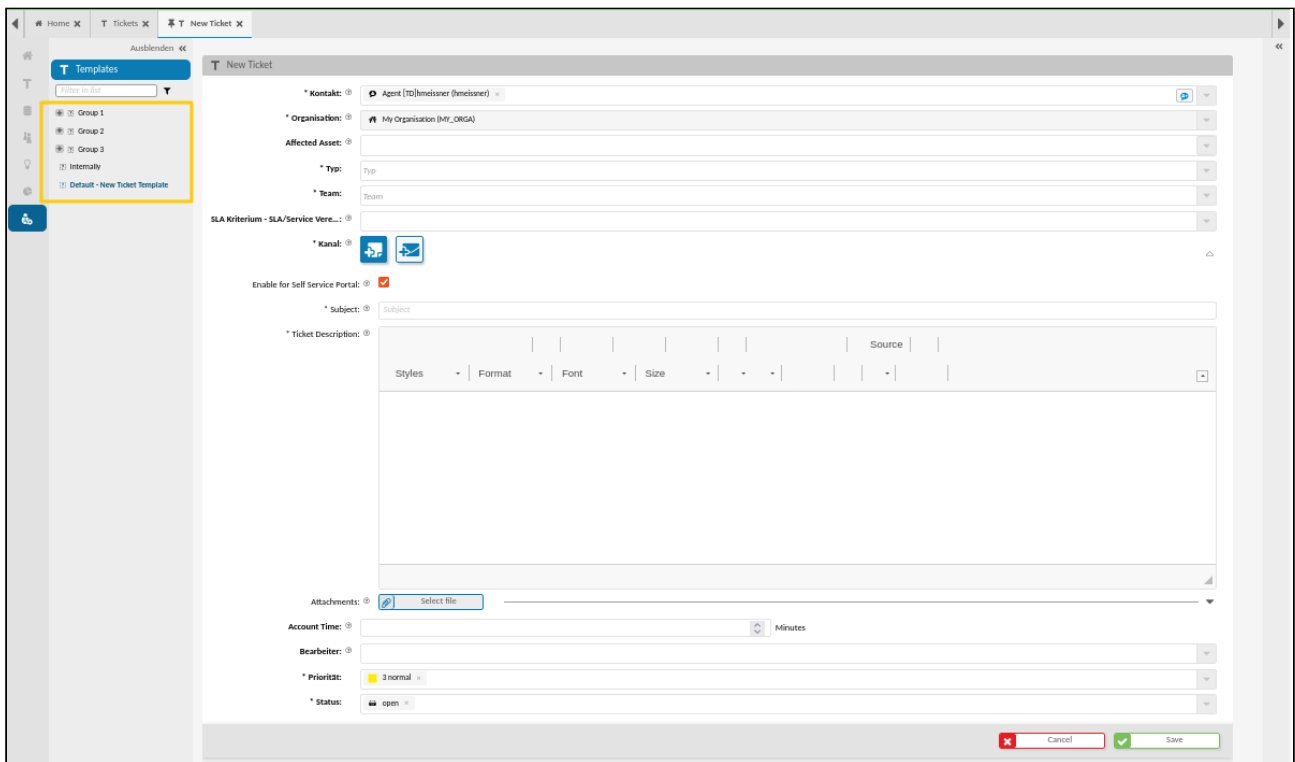 Home
Tickets
New Ticket
Ausblenden «
«
Templates
Filter in list
Group 1
Group 2
Group 3
Internally
Default - New Ticket Template
New Ticket
* Kontakt:
Agent [TD]hmeissner (hmeissner) ×
* Organisation:
My Organisation (MY_ORGA)
Affected Asset:
* Typ:
Typ
* Team:
Team
SLA Kriterium - SLA/Service Vere...:
* Kanal:
Enable for Self Service Portal:
* Subject:
Subject
* Ticket Description:
Source
Styles
Format
Font
Size
Attachments:
Select file
Account Time:
Minutes
Bearbeiter:
* Priorität:
3 normal ×
* Status:
open ×
Cancel
Save